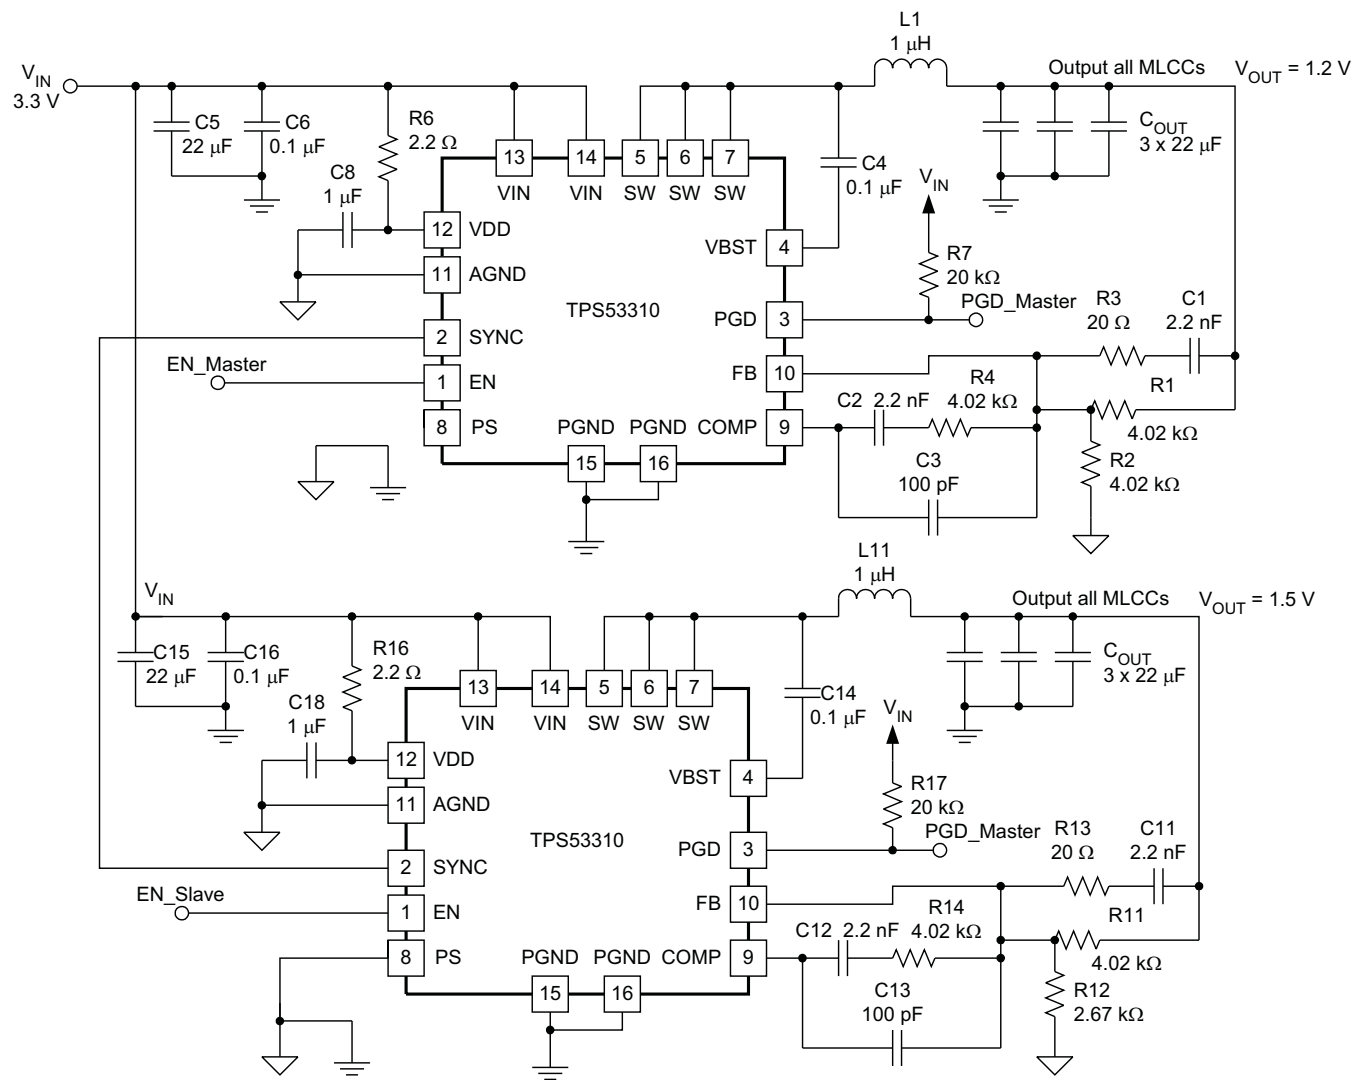 L1
1 μH
V_IN
3.3 V
Output all MLCCs
V_OUT = 1.2 V
C5
22 μF
C6
0.1 μF
R6
2.2 Ω
C_OUT
3 x 22 μF
C8
1 μF
13
14
5
6
7
VIN
VIN
SW
SW
SW
C4
0.1 μF
V_IN
12
VDD
VBST
4
11
AGND
R7
20 kΩ
TPS53310
PGD
3
PGD_Master
R3
20 Ω
C1
2.2 nF
2
SYNC
EN_Master
1
EN
FB
10
R4
4.02 kΩ
R1
4.02 kΩ
C2
2.2 nF
8
PS
PGND
PGND
COMP
9
15
16
C3
100 pF
R2
4.02 kΩ
L11
1 μH
V_IN
Output all MLCCs
V_OUT = 1.5 V
C15
22 μF
C16
0.1 μF
R16
2.2 Ω
C_OUT
3 x 22 μF
C18
1 μF
13
14
5
6
7
VIN
VIN
SW
SW
SW
C14
0.1 μF
V_IN
12
VDD
VBST
4
11
AGND
R17
20 kΩ
TPS53310
PGD
3
PGD_Master
R13
20 Ω
C11
2.2 nF
2
SYNC
EN_Slave
1
EN
FB
10
R14
4.02 kΩ
R11
4.02 kΩ
C12
2.2 nF
8
PS
PGND
PGND
COMP
9
15
16
C13
100 pF
R12
2.67 kΩ